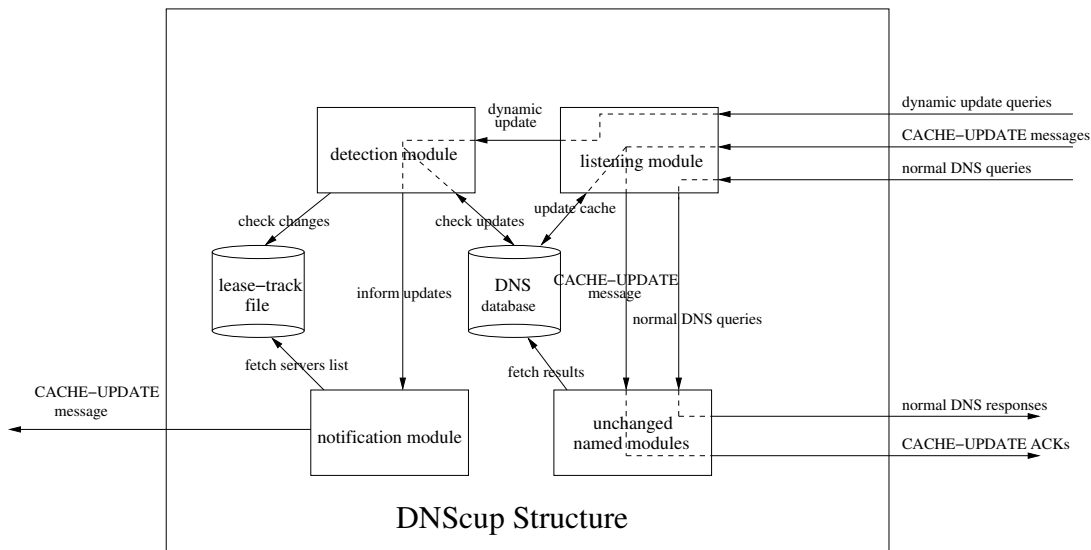 dynamic update queries
dynamic
update
CACHE−UPDATE messages
detection module
listening module
normal DNS queries
update cache
check changes
check updates
lease−track
file
DNS
database
CACHE−UPDATE
message
inform updates
normal DNS queries
fetch servers list
fetch results
CACHE−UPDATE
message
normal DNS responses
notification module
unchanged
named modules
CACHE−UPDATE ACKs
DNScup Structure